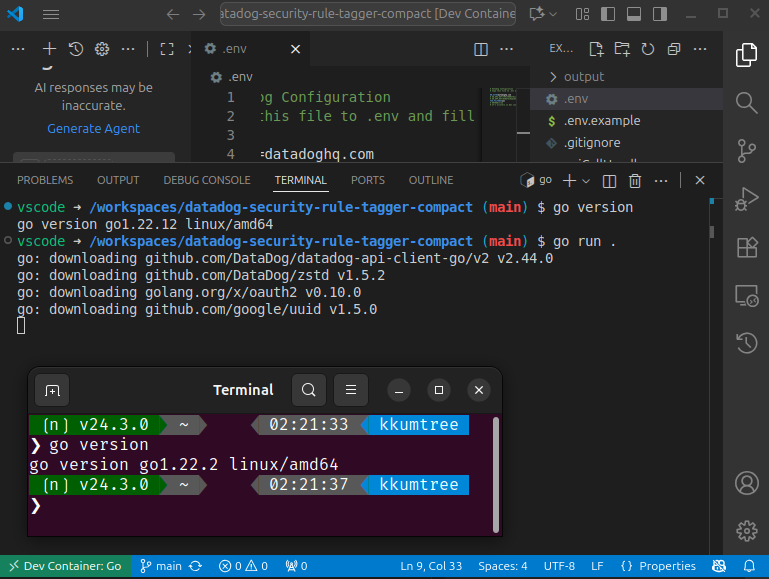 datadog-security-rule-tagger-compact [Dev Containe
AI responses may be
inaccurate.
Generate Agent
.env
.env
1 og Configuration
2 this file to .env and fill
3
4 =datadoghq.com
EX...
output
.env
.env.example
.gitignore
PROBLEMS OUTPUT DEBUG CONSOLE TERMINAL PORTS OUTLINE
go
vscode ➜ /workspaces/datadog-security-rule-tagger-compact (main) $ go version
go version go1.22.12 linux/amd64
vscode ➜ /workspaces/datadog-security-rule-tagger-compact (main) $ go run .
go: downloading github.com/DataDog/datadog-api-client-go/v2 v2.44.0
go: downloading github.com/DataDog/zstd v1.5.2
go: downloading golang.org/x/oauth2 v0.10.0
go: downloading github.com/google/uuid v1.5.0
Terminal
(n) v24.3.0 ~ 02:21:33 kkumtree
❯ go version
go version go1.22.2 linux/amd64
(n) v24.3.0 ~ 02:21:37 kkumtree
❯
Dev Container: Go main 0 0 0 Ln 9, Col 33 Spaces: 4 UTF-8 LF {} Properties